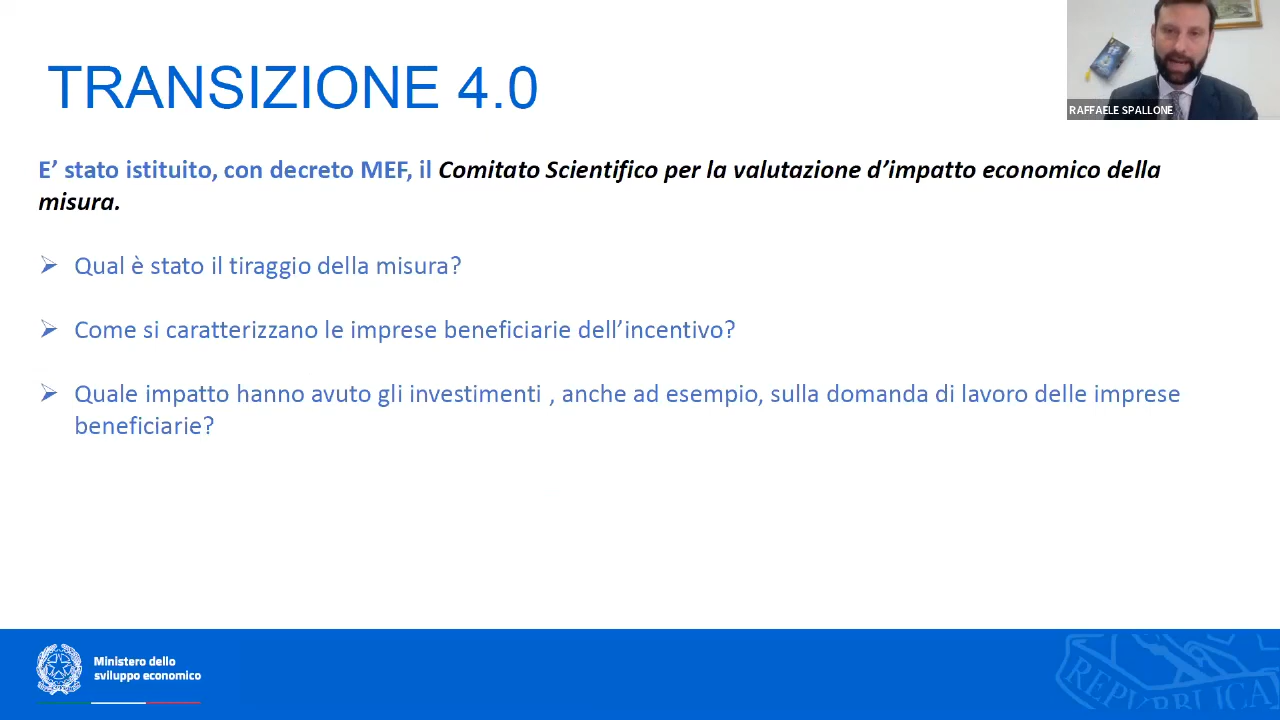 TRANSIZIONE 4.0
RAFFAELE SPALLONE
E’ stato istituito, con decreto MEF, il Comitato Scientifico per la valutazione d’impatto economico della
misura.
Qual è stato il tiraggio della misura?
Come si caratterizzano le imprese beneficiarie dell’incentivo?
Quale impatto hanno avuto gli investimenti , anche ad esempio, sulla domanda di lavoro delle imprese
beneficiarie?
Ministero dello
sviluppo economico
REPVBBLICA